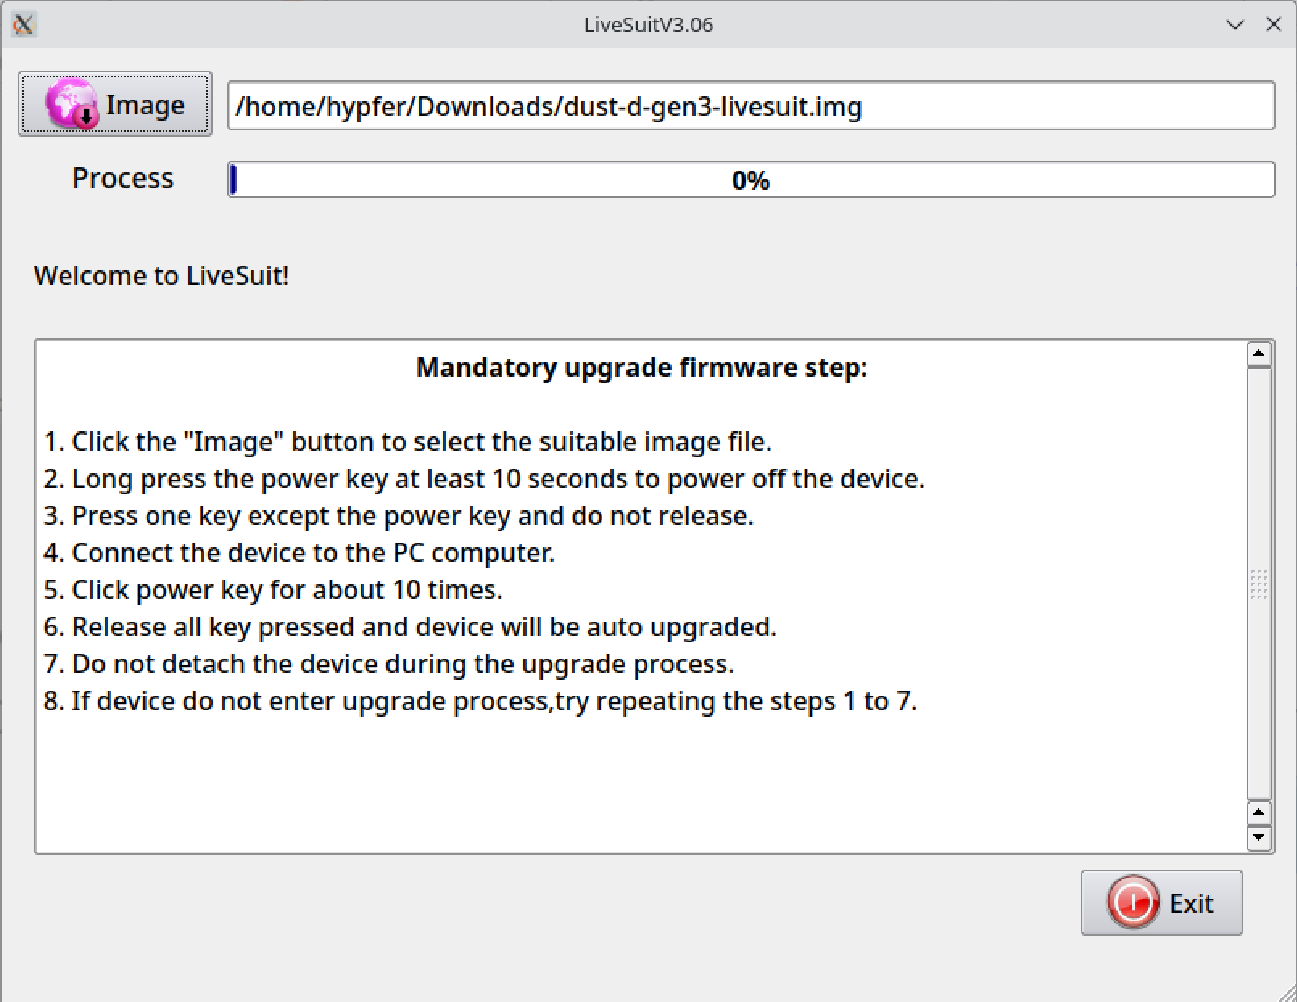 LiveSuitV3.06
Image
/home/hypfer/Downloads/dust-d-gen3-livesuit.img
Process
0%
Welcome to LiveSuit!
Mandatory upgrade firmware step:
1. Click the "Image" button to select the suitable image file.
2. Long press the power key at least 10 seconds to power off the device.
3. Press one key except the power key and do not release.
4. Connect the device to the PC computer.
5. Click power key for about 10 times.
6. Release all key pressed and device will be auto upgraded.
7. Do not detach the device during the upgrade process.
8. If device do not enter upgrade process,try repeating the steps 1 to 7.
Exit